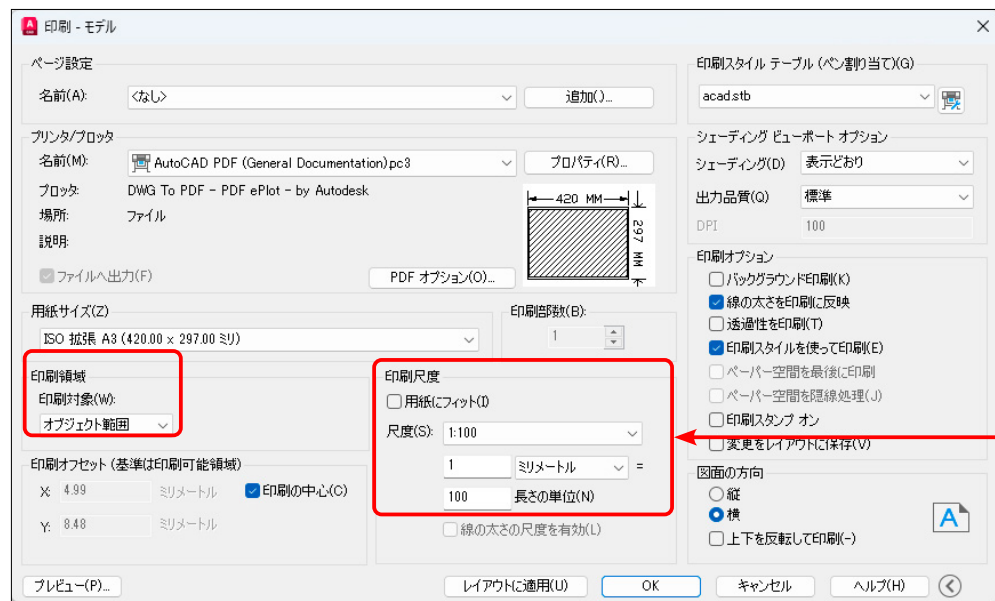 印刷 - モデル
ページ設定
名前(A):
<なし>
追加()...
プリンタ/プロッタ
名前(M):
AutoCAD PDF (General Documentation).pc3
プロパティ(R)...
プロッタ:
DWG To PDF - PDF ePlot - by Autodesk
場所:
ファイル
説明:
420 MM
297 MM
ファイルへ出力(F)
PDF オプション(O)...
用紙サイズ(Z)
ISO 拡張 A3 (420.00 x 297.00 ミリ)
印刷部数(B):
1
印刷領域
印刷対象(W):
オブジェクト範囲
印刷尺度
用紙にフィット(I)
尺度(S):
1:100
1
ミリメートル
=
100
長さの単位(N)
線の太さの尺度を有効(L)
印刷オフセット (基準は印刷可能領域)
X:
4.99
ミリメートル
印刷の中心(C)
Y:
8.48
ミリメートル
プレビュー(P)...
印刷スタイル テーブル (ペン割り当て)(G)
acad.stb
シェーディング ビューポート オプション
シェーディング(D)
表示どおり
出力品質(Q)
標準
DPI
100
印刷オプション
バックグラウンド印刷(K)
線の太さを印刷に反映
透過性を印刷(T)
印刷スタイルを使って印刷(E)
ペーパー空間を最後に印刷
ペーパー空間を隠線処理(J)
印刷スタンプ オン
変更をレイアウトに保存(V)
図面の方向
縦
横
上下を反転して印刷(-)
A
レイアウトに適用(U)
OK
キャンセル
ヘルプ(H)